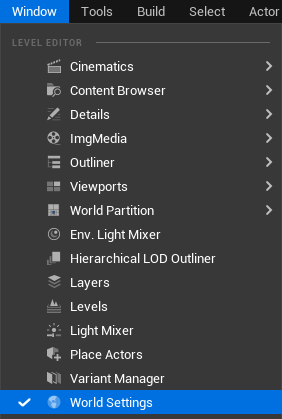 Window Tools Build Select Actor
LEVEL EDITOR
Cinematics
Content Browser
Details
ImgMedia
Outliner
Viewports
World Partition
Env. Light Mixer
Hierarchical LOD Outliner
Layers
Levels
Light Mixer
Place Actors
Variant Manager
World Settings